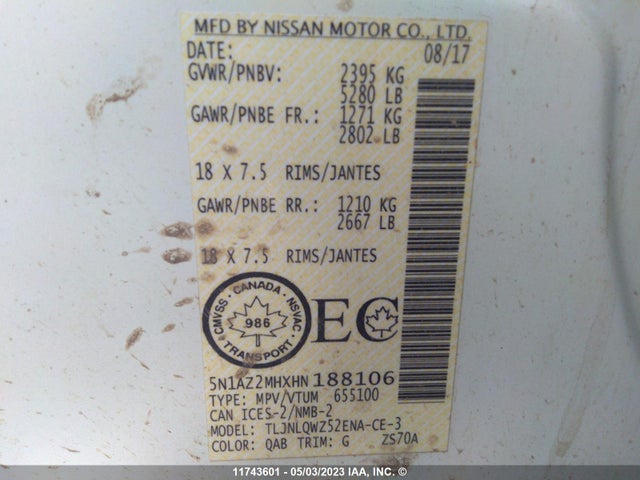 MFD BY NISSAN MOTOR CO., LTD.
DATE: 08/17
GVWR/PNBV: 2395 KG
5280 LB
GAWR/PNBE FR.: 1271 KG
2802 LB
18 X 7.5 RIMS/JANTES
GAWR/PNBE RR.: 1210 KG
2667 LB
18 X 7.5 RIMS/JANTES
CMVSS · CANADA · NSVAC · TRANSPORT ·
986
EC
5N1AZ2MHXHN188106
TYPE: MPV/VTUM 655100
CAN ICES-2/NMB-2
MODEL: TLJNLQWZ52ENA-CE-3
COLOR: QAB TRIM: G ZS70A
11743601 - 05/03/2023 IAA, Inc.